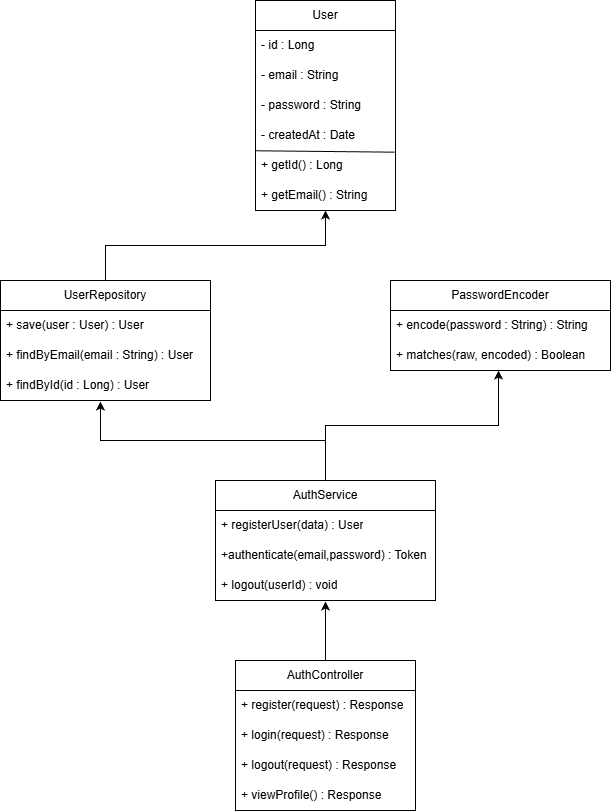 User
- id : Long
- email : String
- password : String
- createdAt : Date
+ getId() : Long
+ getEmail() : String
UserRepository
+ save(user : User) : User
+ findByEmail(email : String) : User
+ findById(id : Long) : User
PasswordEncoder
+ encode(password : String) : String
+ matches(raw, encoded) : Boolean
AuthService
+ registerUser(data) : User
+authenticate(email,password) : Token
+ logout(userId) : void
AuthController
+ register(request) : Response
+ login(request) : Response
+ logout(request) : Response
+ viewProfile() : Response